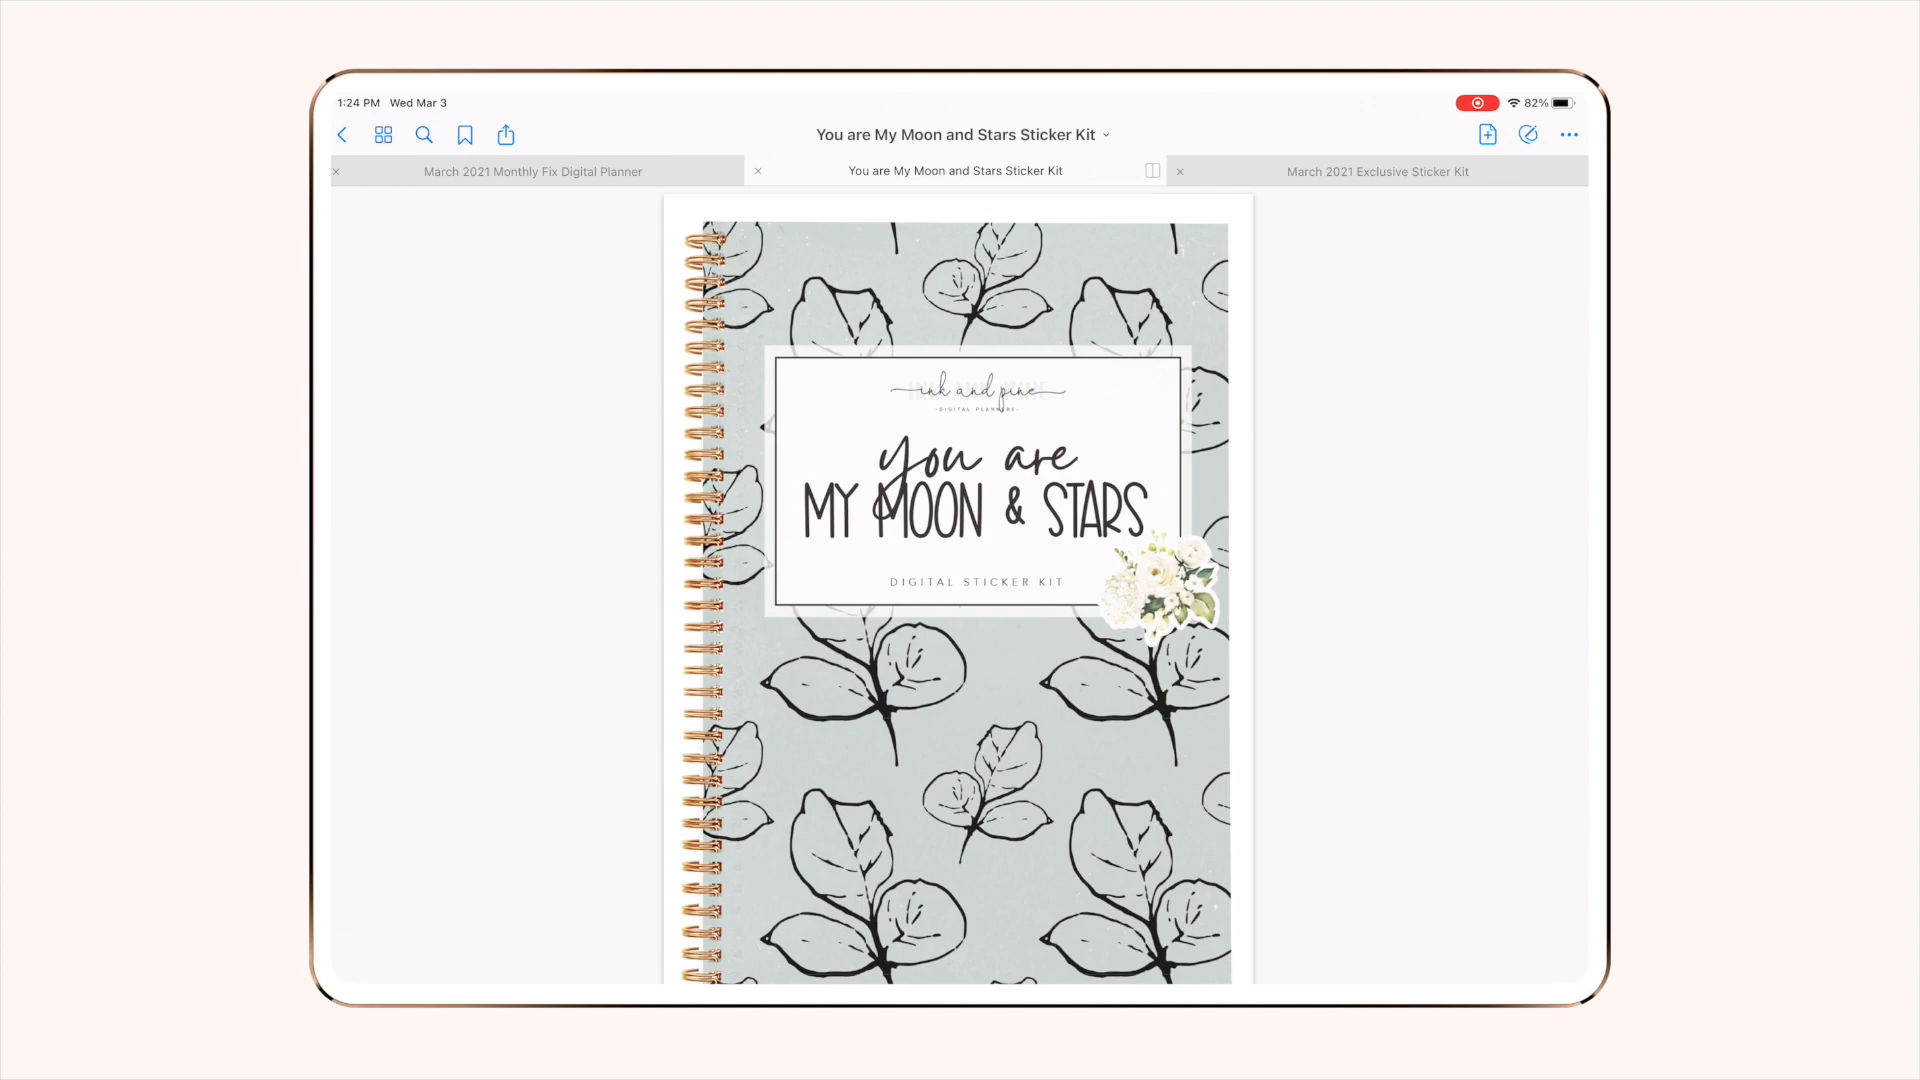 1:24 PM Wed Mar 3
82%
You are My Moon and Stars Sticker Kit
March 2021 Monthly Fix Digital Planner
You are My Moon and Stars Sticker Kit
March 2021 Exclusive Sticker Kit
ink and pine
-DIGITAL PLANNERS-
you are
MY MOON & STARS
DIGITAL STICKER KIT